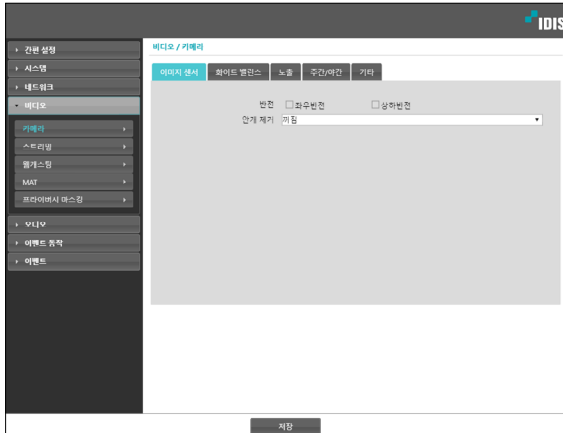 IDIS
간편 설정
시스템
네트워크
비디오
카메라
스트리밍
웹캐스팅
MAT
프라이버시 마스킹
오디오
이벤트 동작
이벤트
비디오 / 카메라
이미지 센서 화이트 밸런스 노출 주간/야간 기타
반전 좌우반전 상하반전
안개 제거 꺼짐
저장